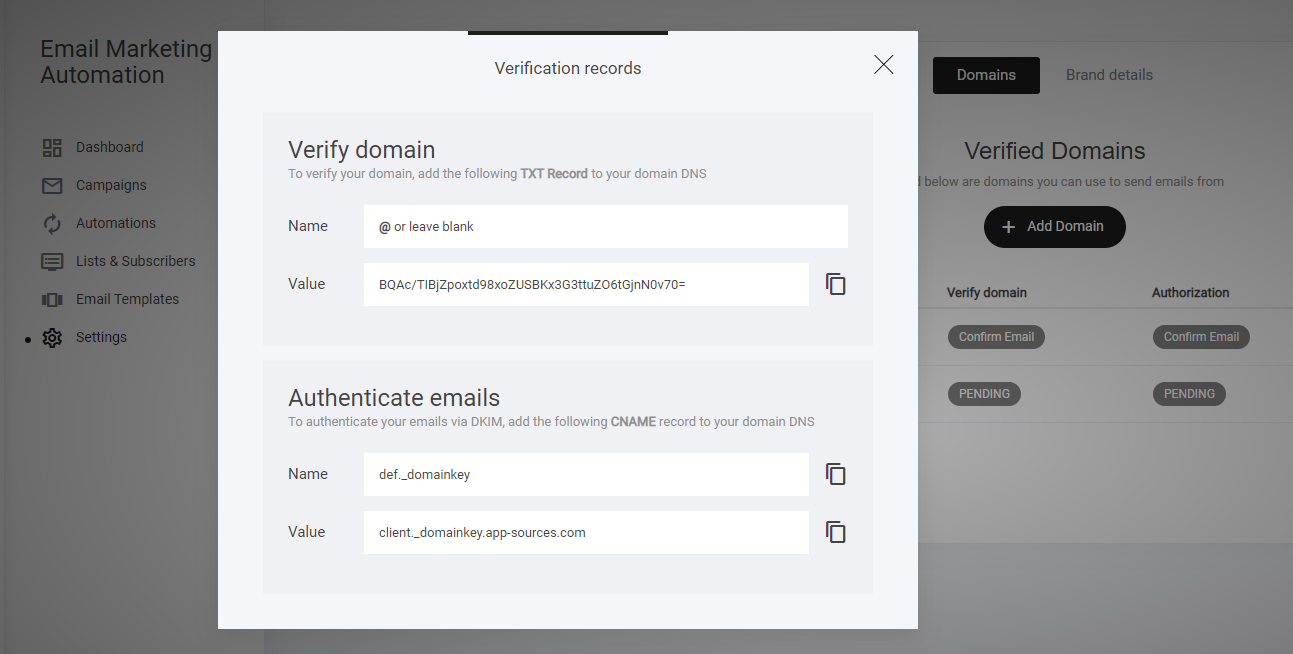 Email Marketing
Automation
Dashboard
Campaigns
Automations
Lists & Subscribers
Email Templates
Settings
Verification records
Verify domain
To verify your domain, add the following TXT Record to your domain DNS
Name
@ or leave blank
Value
BQAc/TIBjZpoxtd98xoZUSBKx3G3ttuZO6tGjnN0v70=
Authenticate emails
To authenticate your emails via DKIM, add the following CNAME record to your domain DNS
Name
def._domainkey
Value
client._domainkey.app-sources.com
Domains
Brand details
Verified Domains
below are domains you can use to send emails from
+ Add Domain
Verify domain
Authorization
Confirm Email
Confirm Email
PENDING
PENDING